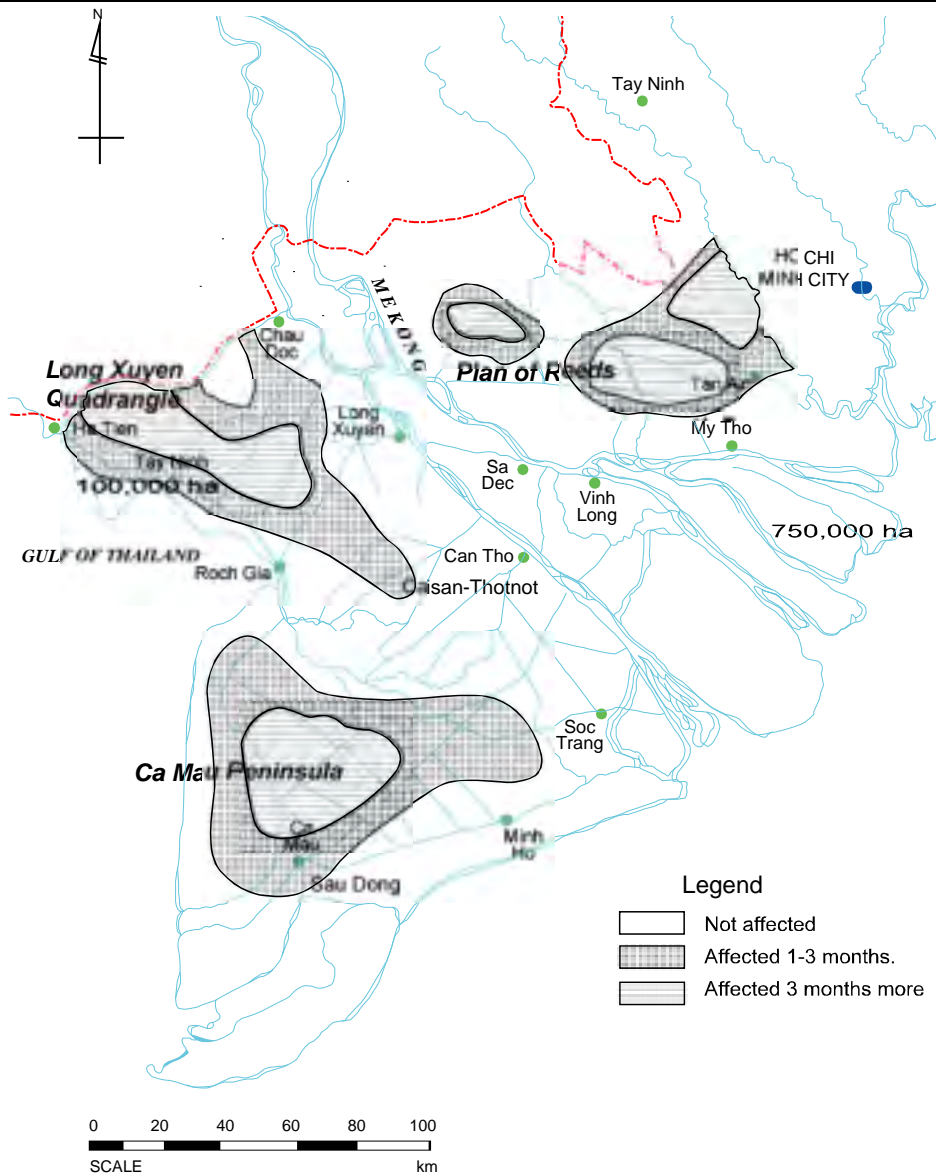 N
Tay Ninh
HO CHI
MINH CITY
MEKONG
Chau
Doc
Plan of Reeds
Tan An
Long Xuyen
Quadrangle
Long
Xuyen
My Tho
Ha Tien
Tay Ninh
100,000 ha
Sa
Dec
Vinh
Long
750,000 ha
GULF OF THAILAND
Roch Gia
Can Tho
Caisan-Thotnot
Soc
Trang
Ca Mau Peninsula
Ca
Mau
Minh
Ho
Sau Dong
Legend
Not affected
Affected 1-3 months.
Affected 3 months more
0 20 40 60 80 100
SCALE km